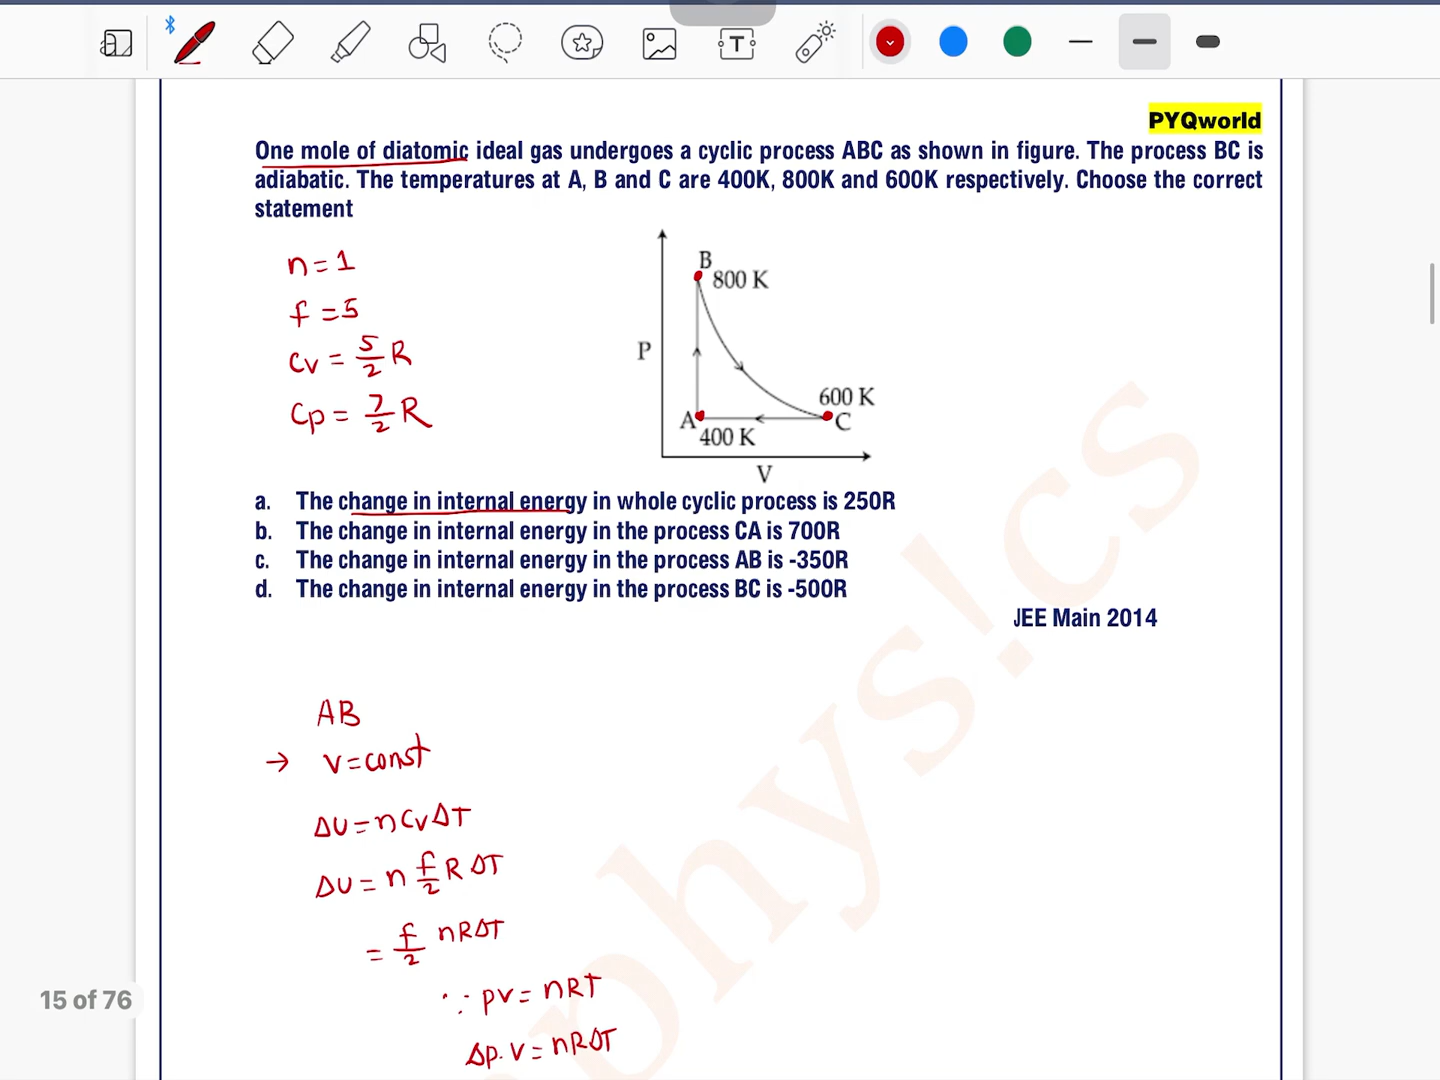 PYQworld
One mole of diatomic ideal gas undergoes a cyclic process ABC as shown in figure. The process BC is
adiabatic. The temperatures at A, B and C are 400K, 800K and 600K respectively. Choose the correct
statement
n = 1
f = 5
Cv = 5/2 R
Cp = 7/2 R
B
800 K
P
600 K
A
C
400 K
V
a. The change in internal energy in whole cyclic process is 250R
b. The change in internal energy in the process CA is 700R
c. The change in internal energy in the process AB is -350R
d. The change in internal energy in the process BC is -500R
JEE Main 2014
AB
→ V = const
ΔU = nCvΔT
ΔU = n f/2 R ΔT
= f/2 nRΔT
∵ PV = nRT
ΔP.V = nRΔT
15 of 76
phys!cs
T